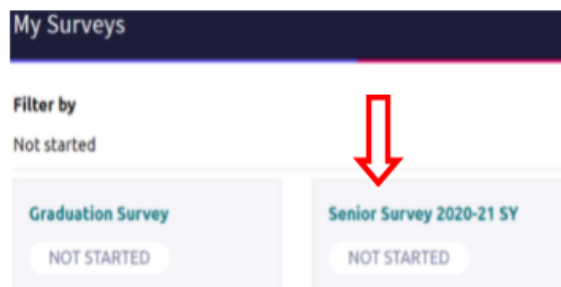 My Surveys
Filter by
Not started
Graduation Survey
Senior Survey 2020-21 SY
NOT STARTED
NOT STARTED